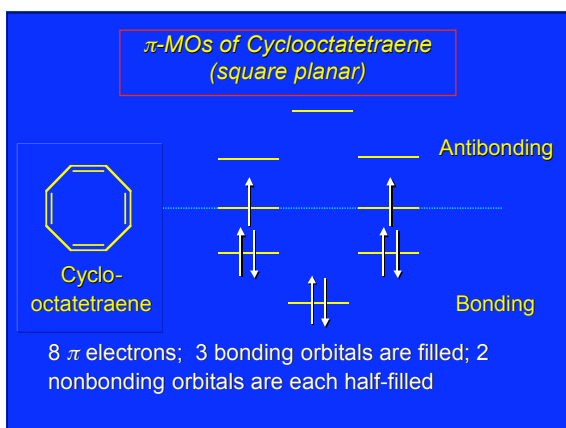 π-MOs of Cyclooctatetraene
(square planar)
Antibonding
Cyclo-
octatetraene
Bonding
8 π electrons; 3 bonding orbitals are filled; 2
nonbonding orbitals are each half-filled